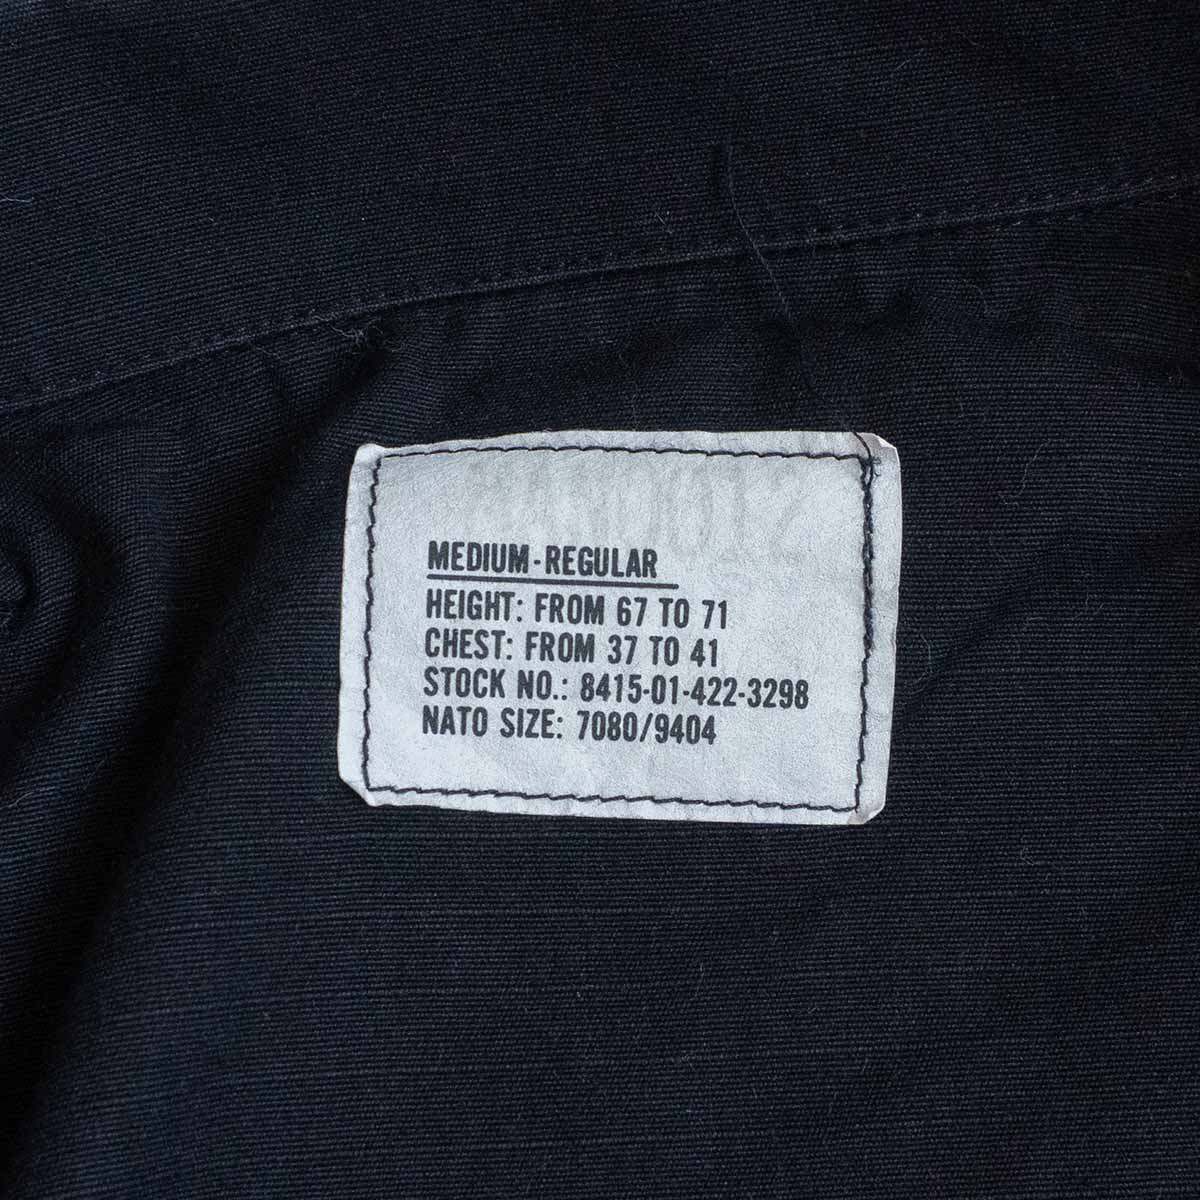 MEDIUM-REGULAR
HEIGHT: FROM 67 TO 71
CHEST: FROM 37 TO 41
STOCK NO.: 8415-01-422-3298
NATO SIZE: 7080/9404